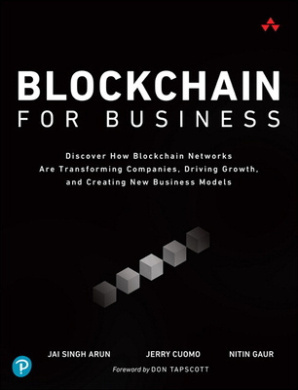 BLOCKCHAIN
FOR BUSINESS
Discover How Blockchain Networks
Are Transforming Companies, Driving Growth,
and Creating New Business Models
JAI SINGH ARUN JERRY CUOMO NITIN GAUR
Foreword by DON TAPSCOTT
P